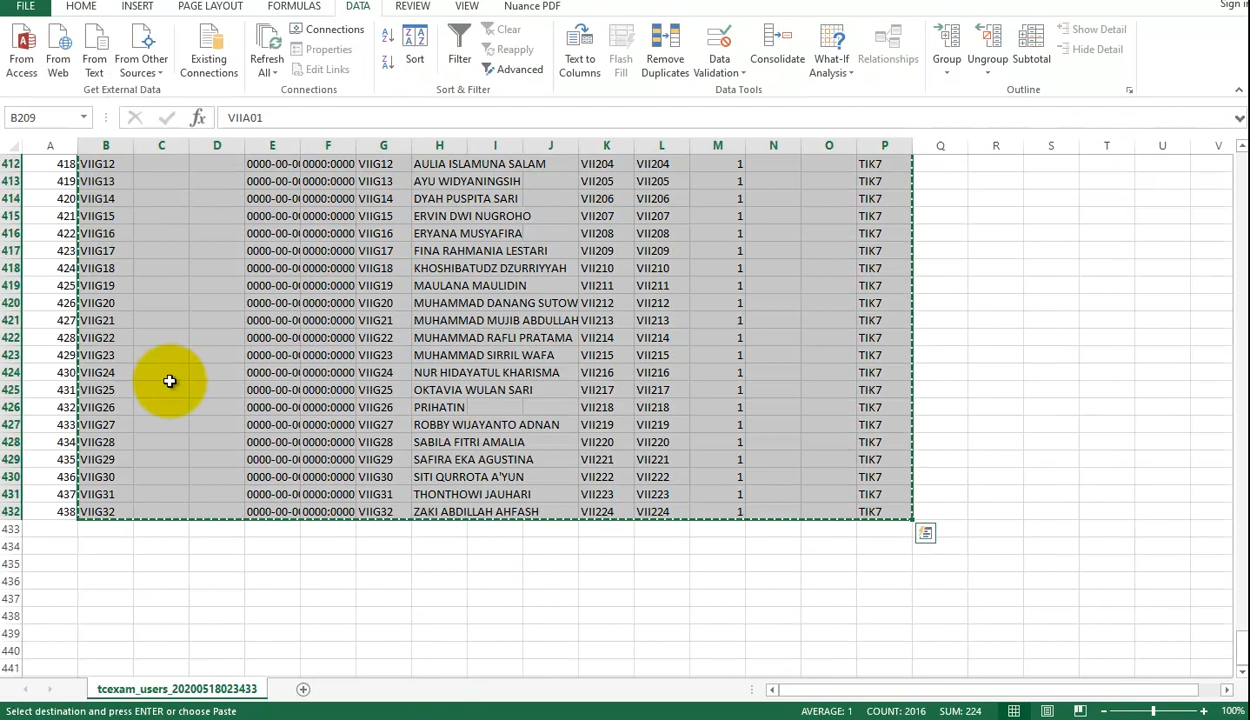 FILE HOME INSERT PAGE LAYOUT FORMULAS DATA REVIEW VIEW Nuance PDF Sign in
From Access From Web From Text From Other Sources Existing Connections
Get External Data
Refresh All Connections Properties Edit Links
Connections
Sort Filter Clear Reapply Advanced
Sort & Filter
Text to Columns Flash Fill Remove Duplicates Data Validation Consolidate What-If Analysis Relationships
Data Tools
Group Ungroup Subtotal Show Detail Hide Detail
Outline
B209 fx VIIA01
A B C D E F G H I J K L M N O P Q R S T U V
412 418 VIIG12 0000-00-0 0000:0000 VIIG12 AULIA ISLAMUNA SALAM VII204 VII204 1 TIK7
413 419 VIIG13 0000-00-0 0000:0000 VIIG13 AYU WIDYANINGSIH VII205 VII205 1 TIK7
414 420 VIIG14 0000-00-0 0000:0000 VIIG14 DYAH PUSPITA SARI VII206 VII206 1 TIK7
415 421 VIIG15 0000-00-0 0000:0000 VIIG15 ERVIN DWI NUGROHO VII207 VII207 1 TIK7
416 422 VIIG16 0000-00-0 0000:0000 VIIG16 ERYANA MUSYAFIRA VII208 VII208 1 TIK7
417 423 VIIG17 0000-00-0 0000:0000 VIIG17 FINA RAHMANIA LESTARI VII209 VII209 1 TIK7
418 424 VIIG18 0000-00-0 0000:0000 VIIG18 KHOSHIBATUDZ DZURRIYYAH VII210 VII210 1 TIK7
419 425 VIIG19 0000-00-0 0000:0000 VIIG19 MAULANA MAULIDIN VII211 VII211 1 TIK7
420 426 VIIG20 0000-00-0 0000:0000 VIIG20 MUHAMMAD DANANG SUTOW VII212 VII212 1 TIK7
421 427 VIIG21 0000-00-0 0000:0000 VIIG21 MUHAMMAD MUJIB ABDULLAH VII213 VII213 1 TIK7
422 428 VIIG22 0000-00-0 0000:0000 VIIG22 MUHAMMAD RAFLI PRATAMA VII214 VII214 1 TIK7
423 429 VIIG23 0000-00-0 0000:0000 VIIG23 MUHAMMAD SIRRIL WAFA VII215 VII215 1 TIK7
424 430 VIIG24 0000-00-0 0000:0000 VIIG24 NUR HIDAYATUL KHARISMA VII216 VII216 1 TIK7
425 431 VIIG25 0000-00-0 0000:0000 VIIG25 OKTAVIA WULAN SARI VII217 VII217 1 TIK7
426 432 VIIG26 0000-00-0 0000:0000 VIIG26 PRIHATIN VII218 VII218 1 TIK7
427 433 VIIG27 0000-00-0 0000:0000 VIIG27 ROBBY WIJAYANTO ADNAN VII219 VII219 1 TIK7
428 434 VIIG28 0000-00-0 0000:0000 VIIG28 SABILA FITRI AMALIA VII220 VII220 1 TIK7
429 435 VIIG29 0000-00-0 0000:0000 VIIG29 SAFIRA EKA AGUSTINA VII221 VII221 1 TIK7
430 436 VIIG30 0000-00-0 0000:0000 VIIG30 SITI QURROTA A'YUN VII222 VII222 1 TIK7
431 437 VIIG31 0000-00-0 0000:0000 VIIG31 THONTHOWI JAUHARI VII223 VII223 1 TIK7
432 438 VIIG32 0000-00-0 0000:0000 VIIG32 ZAKI ABDILLAH AHFASH VII224 VII224 1 TIK7
433
434
435
436
437
438
439
440
441
tcexam_users_20200518023433
Select destination and press ENTER or choose Paste AVERAGE: 1 COUNT: 2016 SUM: 224 100%